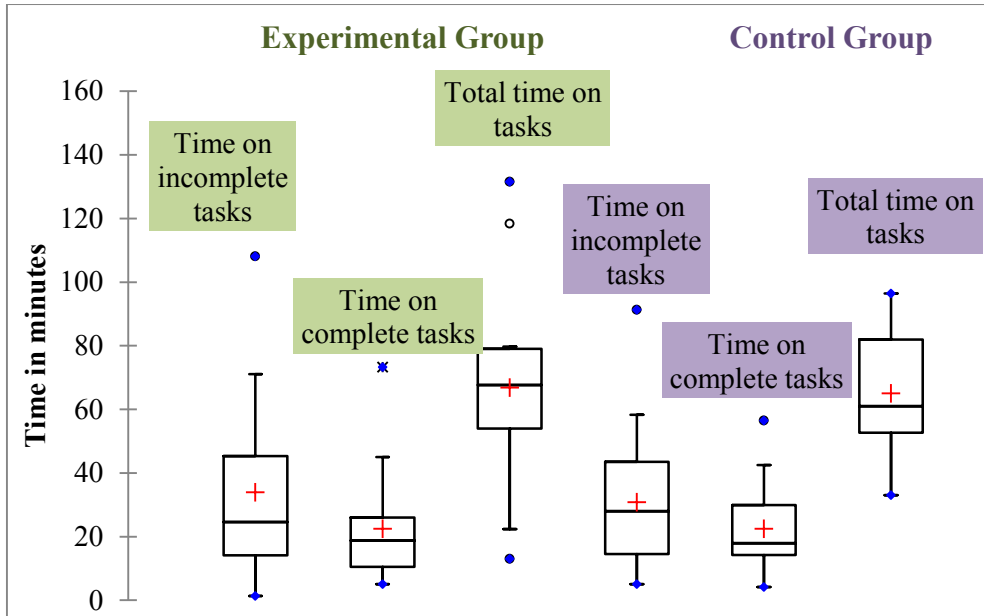 Experimental Group
Control Group
Time in minutes
160
140
120
100
80
60
40
20
0
Time on
incomplete
tasks
Time on
complete tasks
Total time on
tasks
Time on
incomplete
tasks
Time on
complete tasks
Total time on
tasks